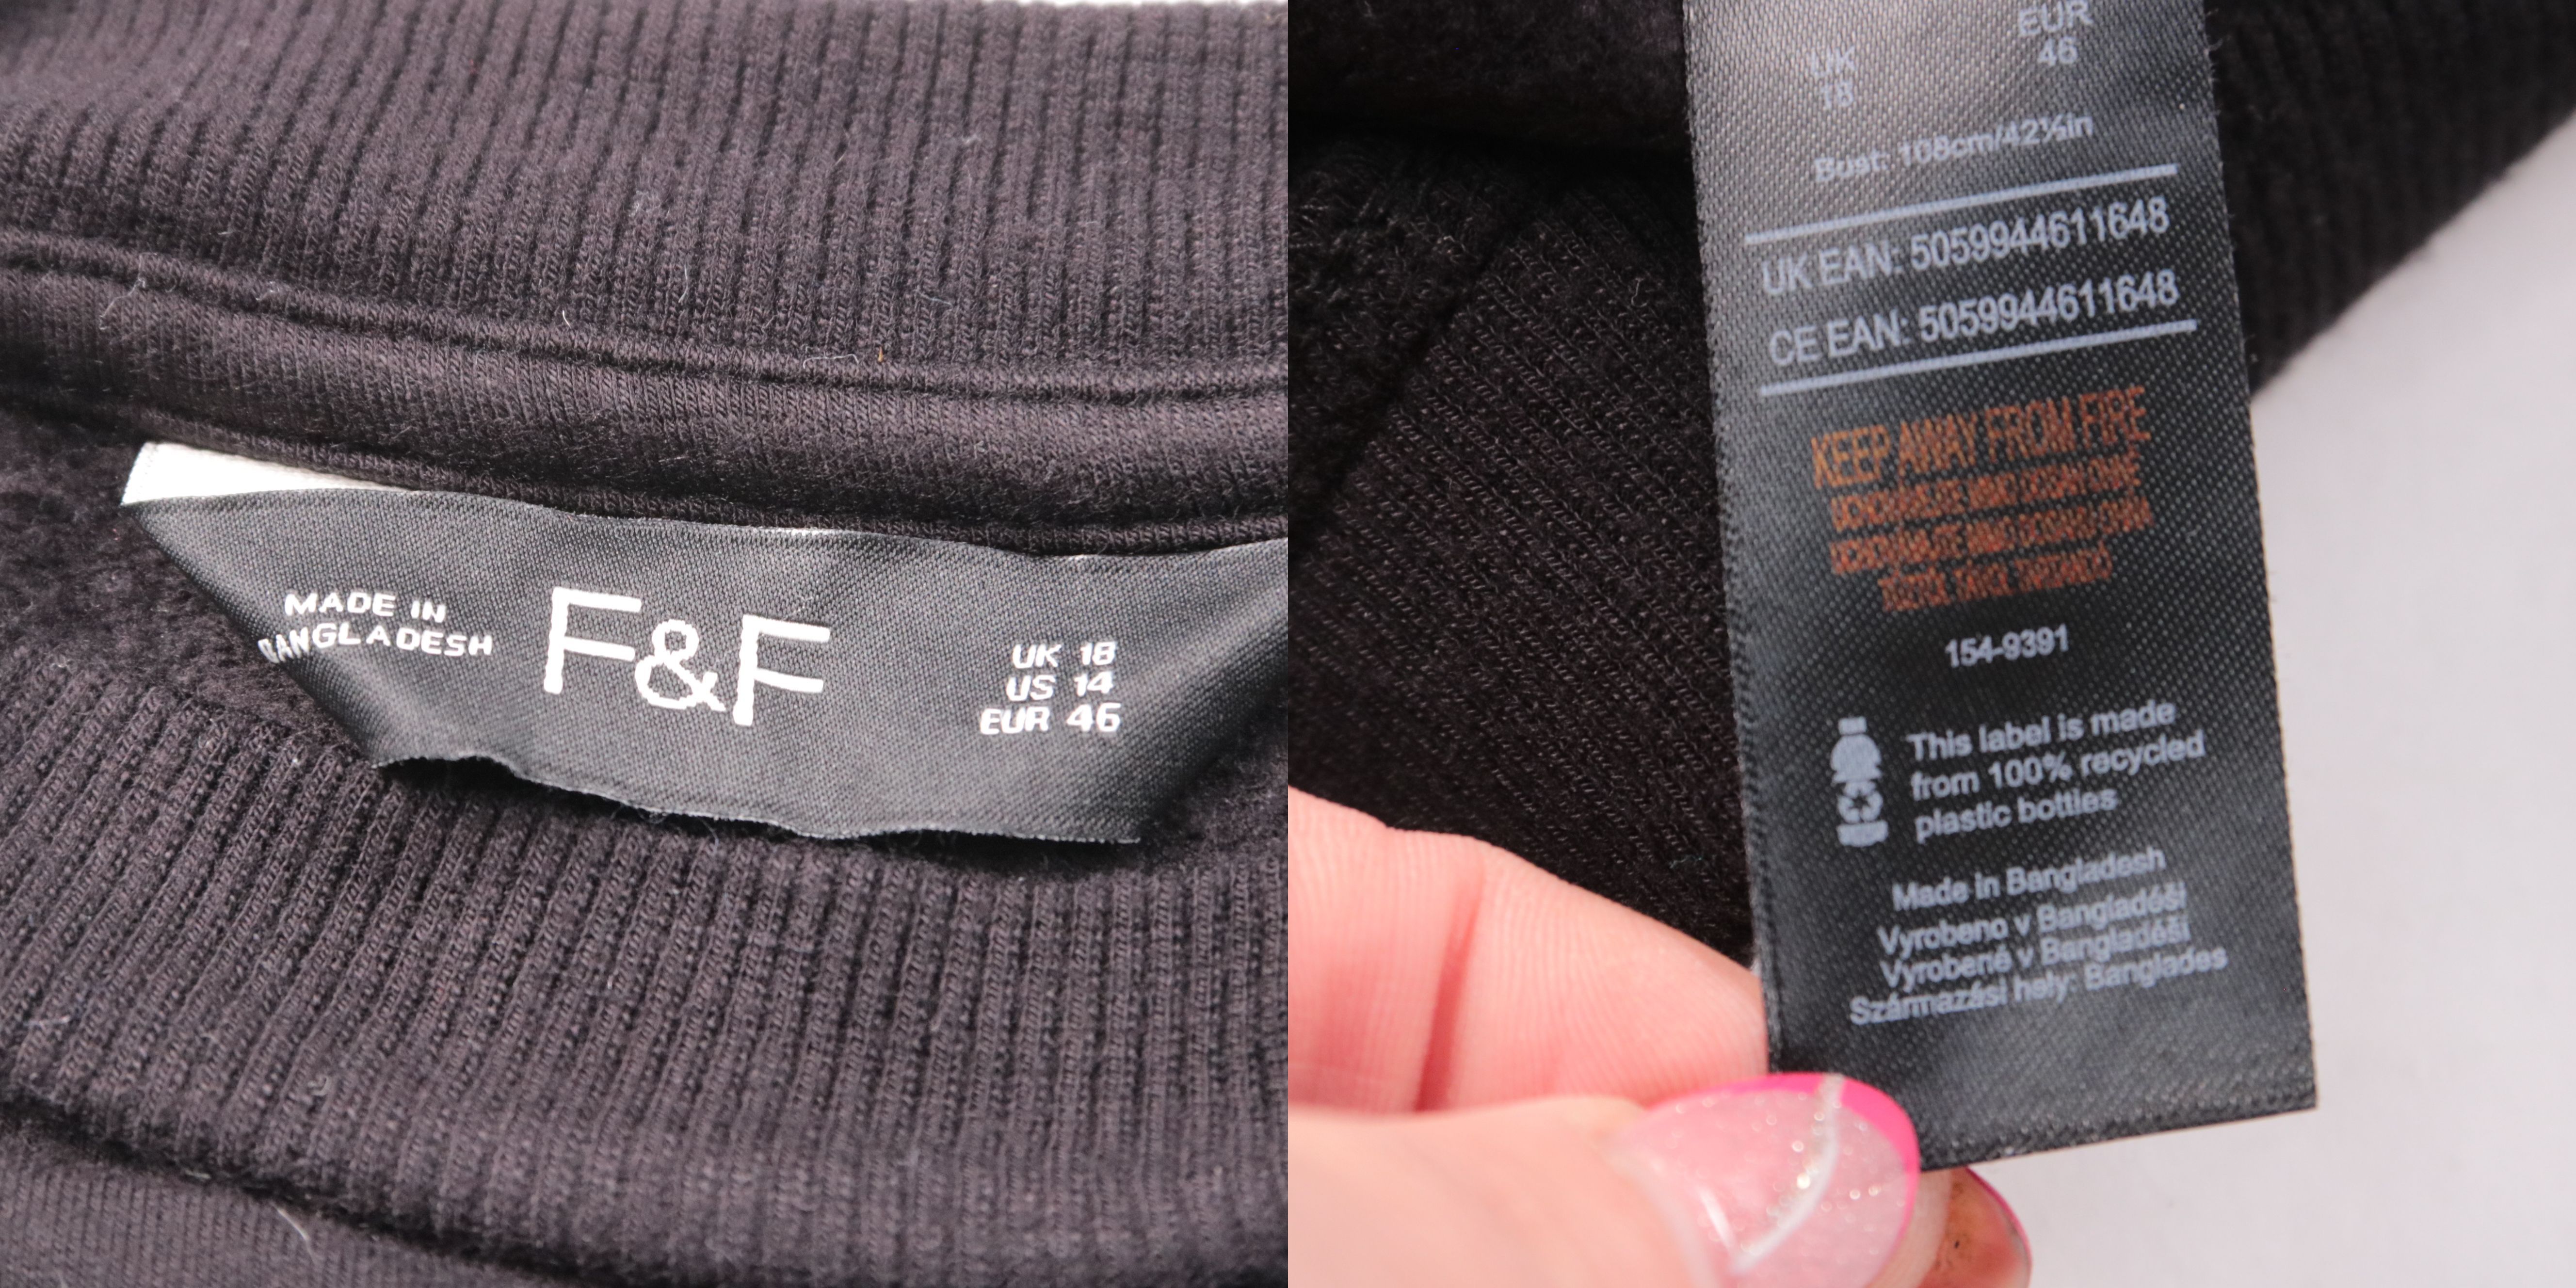 MADE IN
BANGLADESH
F&F
UK 18
US 14
EUR 46
UK
18
EUR
46
Bust: 108cm/42½in
UK EAN: 5059944611648
CE EAN: 5059944611648
KEEP AWAY FROM FIRE
154-9391
This label is made
from 100% recycled
plastic bottles
Made in Bangladesh
Vyrobeno v Bangladéši
Vyrobené v Bangladéši
Származási hely: Banglades